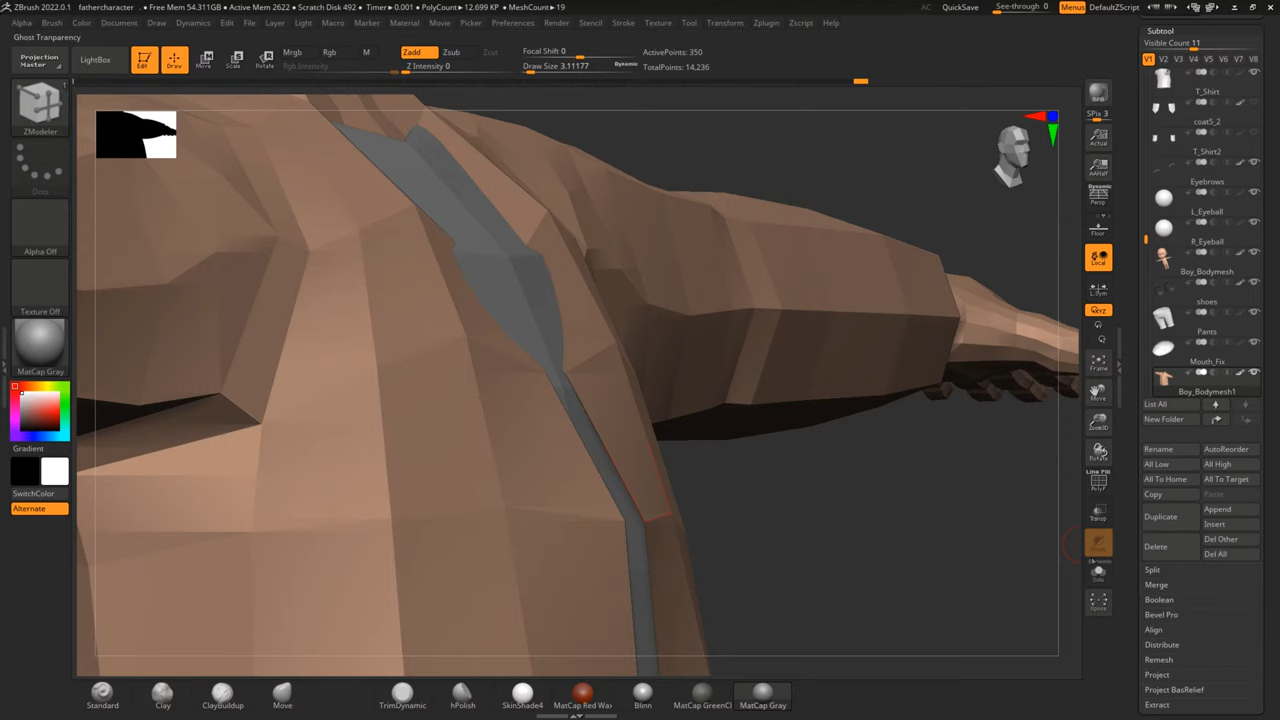 ZBrush 2022.0.1 fathercharacter • Free Mem 54.311GB • Active Mem 2622 • Scratch Disk 492 • PolyCount▸12.699 KP • MeshCount▸19 AC QuickSave See-through 0 Menus DefaultZScript
Alpha Brush Color Document Draw Dynamics Edit File Layer Light Macro Marker Material Movie Picker Preferences Render Stencil Stroke Texture Tool Transform Zplugin Zscript Help
Ghost Transparency
Projection Master
LightBox
Edit
Draw
Move
Scale
Rotate
Mrgb Rgb M
Rgb Intensity
Zadd Zsub Zcut
Z Intensity 0
Focal Shift 0
Draw Size 3.11177 Dynamic
ActivePoints: 350
TotalPoints: 14,236
ZModeler 1
Dots
Alpha Off
Texture Off
MatCap Gray
Gradient
SwitchColor
Alternate
BPR
SPix 3
Actual
AAHalf
Dynamic
Persp
Floor
Local
L.Sym
XYZ
Frame
Move
Zoom3D
Rotate
Line Fill
PolyF
Transp
Dynamic
Solo
Xpose
Subtool
Visible Count 11
V1 V2 V3 V4 V5 V6 V7 V8
T_Shirt
coat5_2
T_Shirt2
Eyebrows
L_Eyeball
R_Eyeball
Boy_Bodymesh
shoes
Pants
Mouth_Fix
Boy_Bodymesh1
List All
New Folder
Rename AutoReorder
All Low All High
All To Home All To Target
Copy Paste
Duplicate Append
Insert
Delete Del Other
Del All
Split
Merge
Boolean
Bevel Pro
Align
Distribute
Remesh
Project
Project BasRelief
Extract
Standard Clay ClayBuildup Move TrimDynamic hPolish SkinShade4 MatCap Red Wax Blinn MatCap GreenCl MatCap Gray